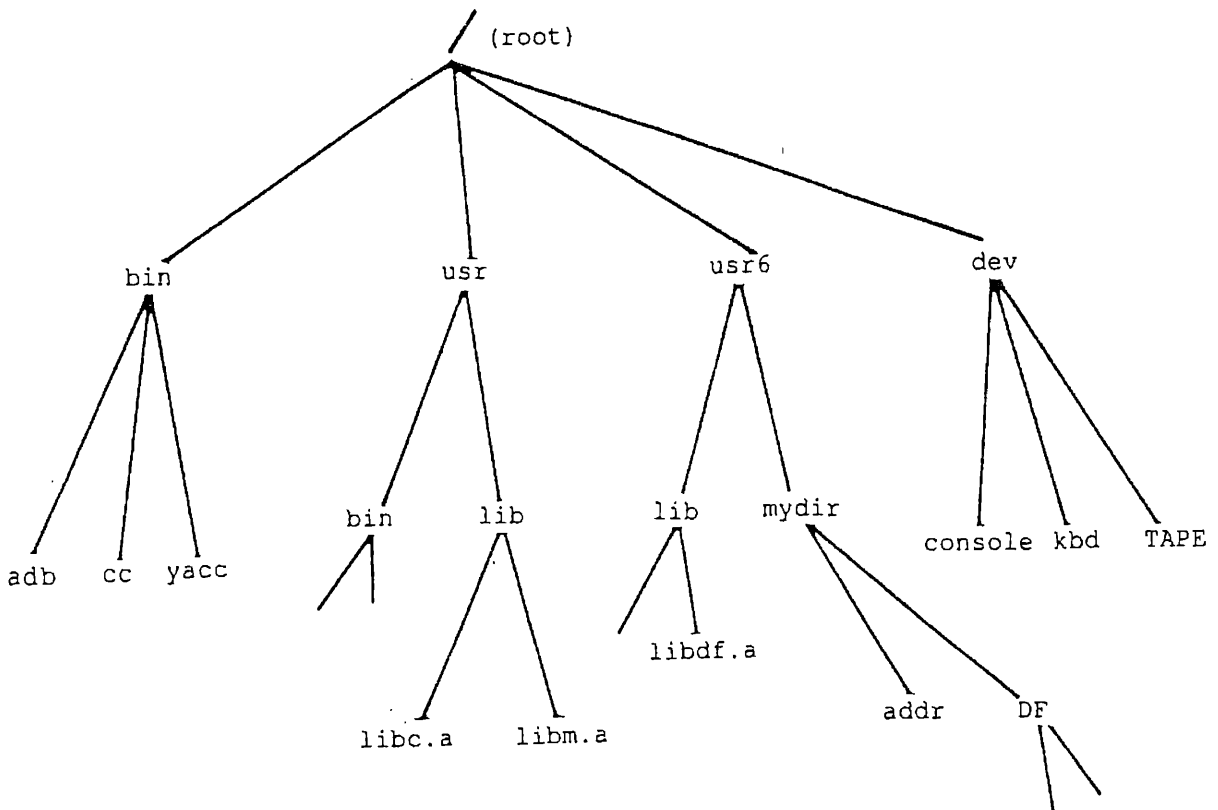 / (root)
bin usr usr6 dev
bin lib lib mydir console kbd TAPE
adb cc yacc
libdf.a
addr DF
libc.a libm.a